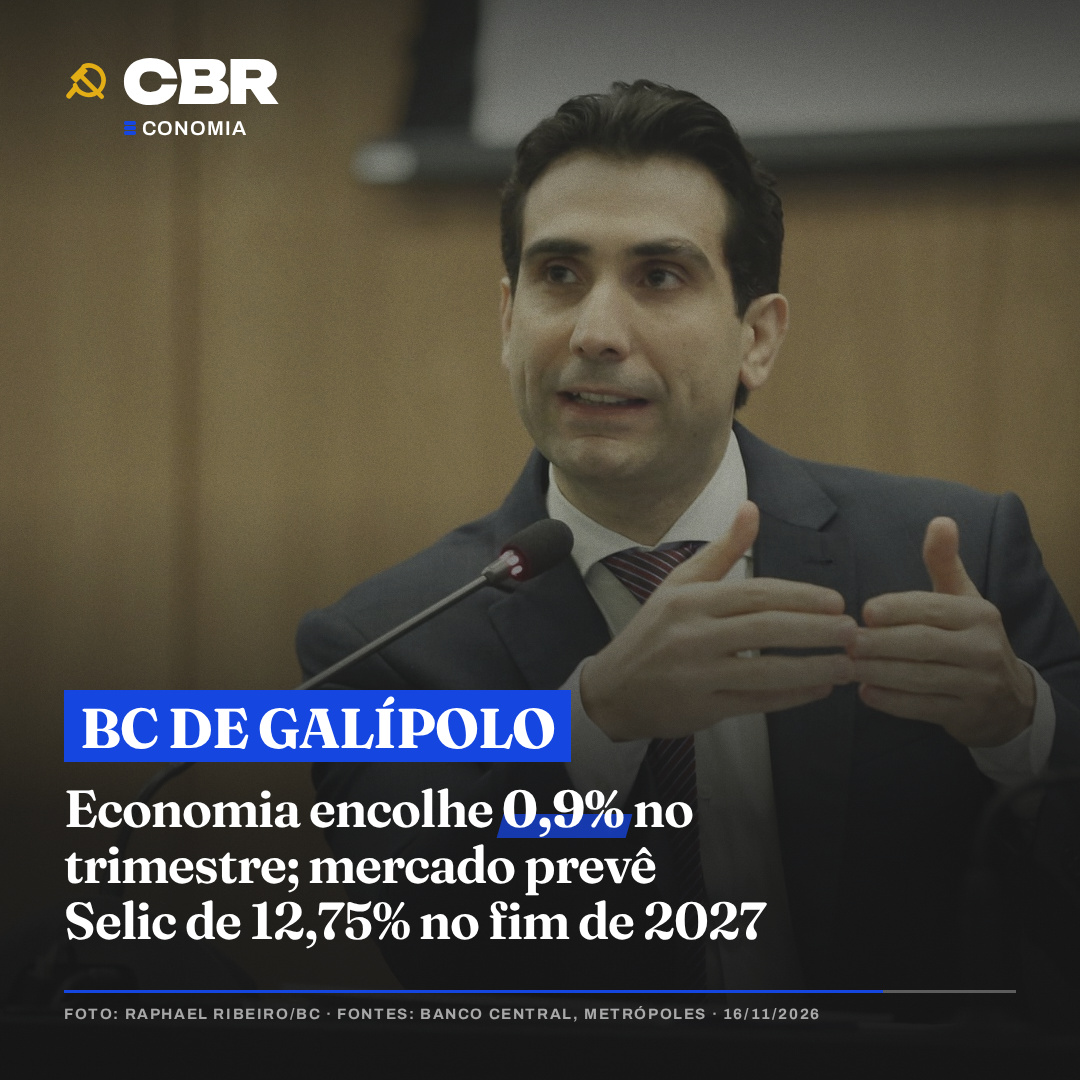 CBR
CONOMIA
BC DE GALÍPOLO
Economia encolhe 0,9% no
trimestre; mercado prevê
Selic de 12,75% no fim de 2027
FOTO: RAPHAEL RIBEIRO/BC · FONTES: BANCO CENTRAL, METRÓPOLES · 16/11/2026